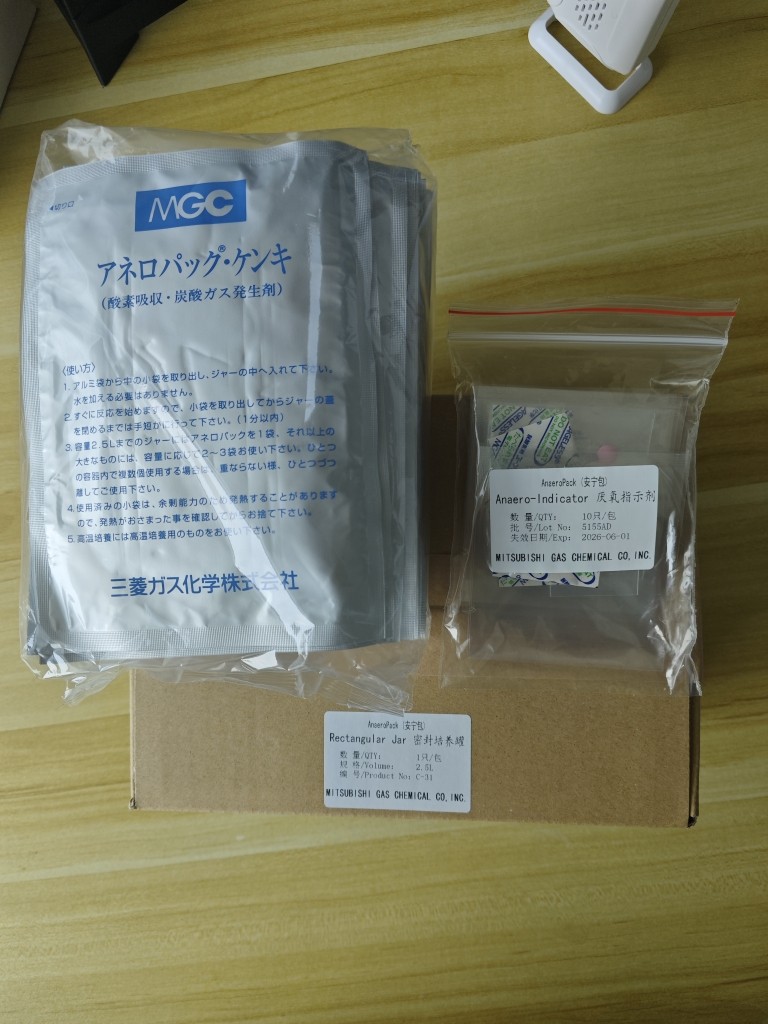 ◀切り口
MGC
アネロパック®・ケンキ
(酸素吸収・炭酸ガス発生剤)
〈使い方〉
1. アルミ袋から中の小袋を取り出し、ジャーの中へ入れて下さい。
水を加える必要はありません。
2. すぐに反応を始めますので、小袋を取り出してからジャーの蓋
を閉めるまでは手短かに行って下さい。(1分以内)
3. 容量2.5Lまでのジャーにはアネロパックを1袋、それ以上の
大きなものには、容量に応じて2〜3袋お使い下さい。ひとつ
の容器内で複数個使用する場合は、重ならない様、ひとつづつ
離してご使用下さい。
4. 使用済みの小袋は、余剰能力のため発熱することがあります
ので、発熱がおさまった事を確認してからお捨て下さい。
5. 高温培養には高温培養用のものをお使い下さい。
三菱ガス化学株式会社
AnaeroPack (安宁包)
Anaero-Indicator 厌氧指示剂
数 量/QTY: 10只/包
批 号/Lot No: 5155AD
失效日期/Exp: 2026-06-01
MITSUBISHI GAS CHEMICAL CO,INC.
AnaeroPack (安宁包)
Rectangular Jar 密封培养罐
数 量/QTY: 1只/包
规 格/Volume: 2.5L
编 号/Product No: C-31
MITSUBISHI GAS CHEMICAL CO,INC.